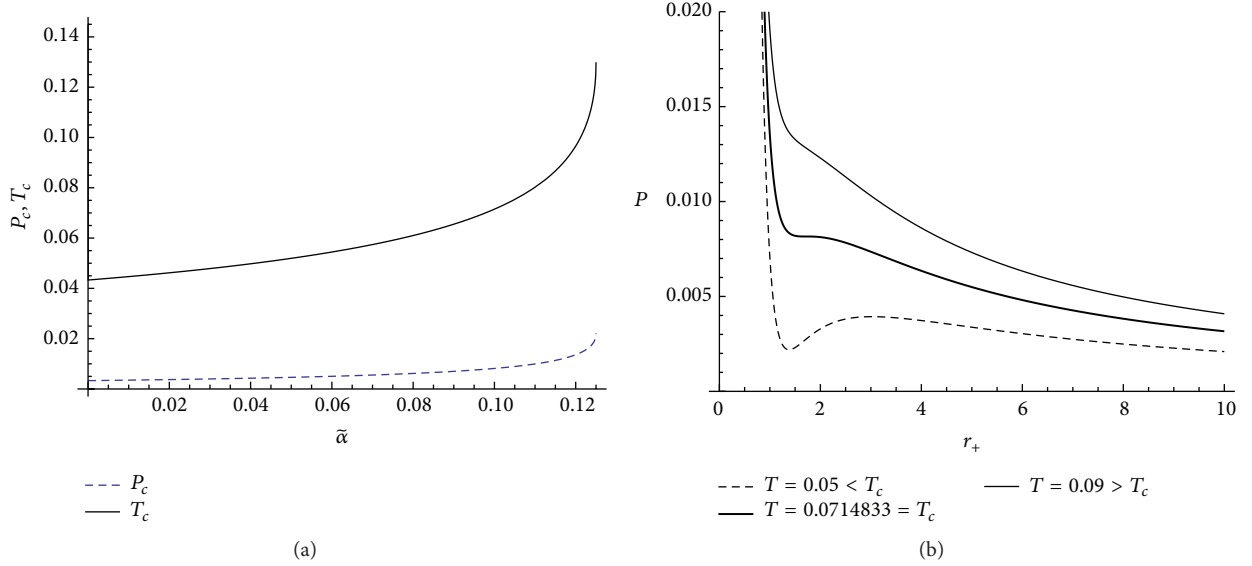 0.14
0.12
0.10
0.08
0.06
0.04
0.02
P_c, T_c
0.02 0.04 0.06 0.08 0.10 0.12
α̃
P_c
T_c
(a)
0.020
0.015
0.010
0.005
P
0 2 4 6 8 10
r_+
T = 0.05 < T_c
T = 0.0714833 = T_c
T = 0.09 > T_c
(b)